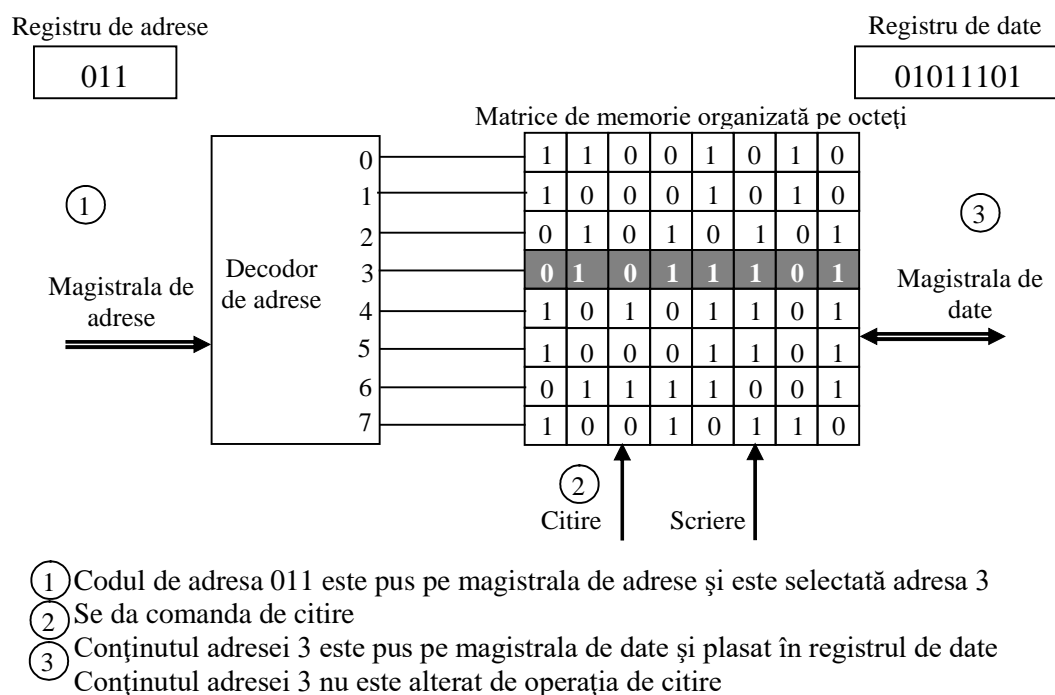 Registru de adrese
Registru de date
011
01011101
Matrice de memorie organizată pe octeţi
0 1 1 0 0 1 0 1 0
1 1 0 0 0 1 0 1 0
2 0 1 0 1 0 1 0 1
3 0 1 0 1 1 1 0 1
4 1 0 1 0 1 1 0 1
5 1 0 0 0 1 1 0 1
6 0 1 1 1 1 0 0 1
7 1 0 0 1 0 1 1 0
1
Magistrala de
adrese
Decodor
de adrese
3
Magistrala de
date
2
Citire
Scriere
1 Codul de adresa 011 este pus pe magistrala de adrese şi este selectată adresa 3
2 Se da comanda de citire
3 Conţinutul adresei 3 este pus pe magistrala de date şi plasat în registrul de date
Conţinutul adresei 3 nu este alterat de operaţia de citire